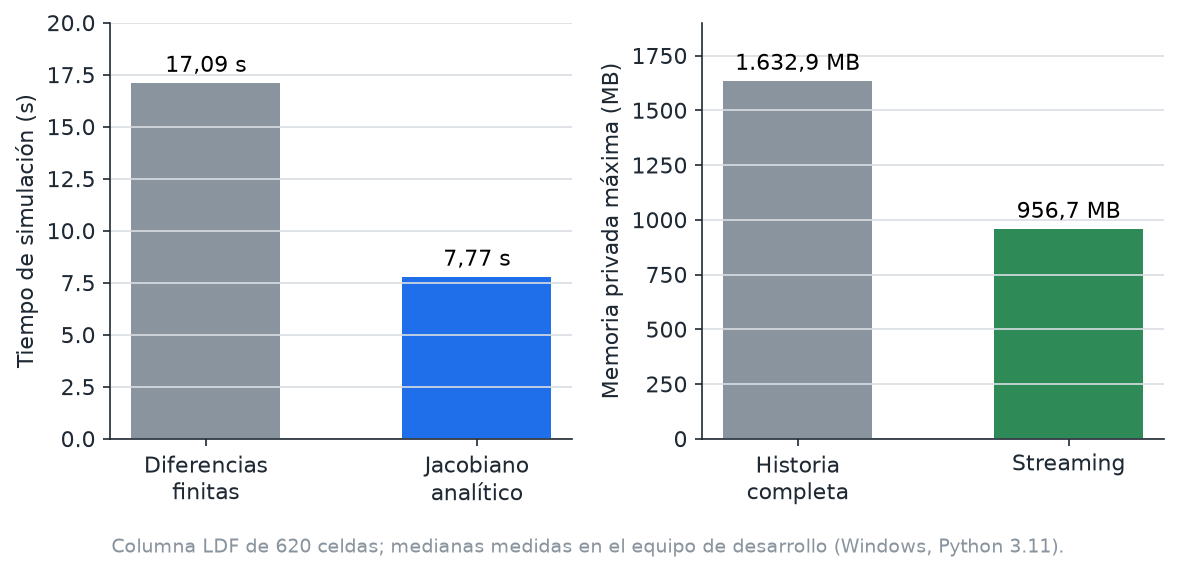 Tiempo de simulación (s)
20.0
17.5
15.0
12.5
10.0
7.5
5.0
2.5
0.0
17,09 s
7,77 s
Diferencias
finitas
Jacobiano
analítico
Memoria privada máxima (MB)
1750
1500
1250
1000
750
500
250
0
1.632,9 MB
956,7 MB
Historia
completa
Streaming
Columna LDF de 620 celdas; medianas medidas en el equipo de desarrollo (Windows, Python 3.11).